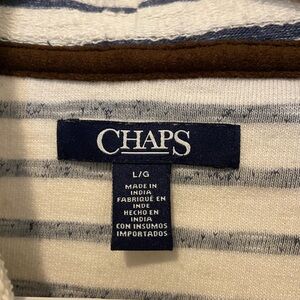 CHAPS
L/G
MADE IN
INDIA
FABRIQUÉ EN
INDE
HECHO EN
INDIA
CON INSUMOS
IMPORTADOS